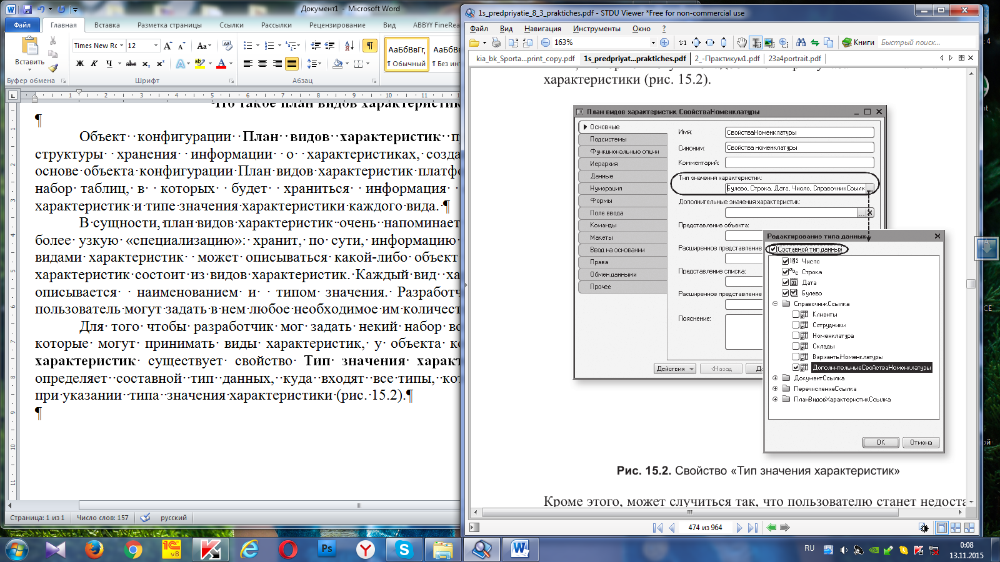 Документ1 - Microsoft Word
Файл Главная Вставка Разметка страницы Ссылки Рассылки Рецензирование Вид ABBYY FineRea
Вставить
Times New Rc 12
АаБбВвГг, АаБбВв
¶ Обычный ¶ Без инт
Буфер обмена Шрифт Абзац
Что такое план видов характеристик
¶
Объект конфигурации План видов характеристик п
структуры хранения информации о характеристиках, созда
основе объекта конфигурации План видов характеристик платфо
набор таблиц, в которых будет храниться информация
характеристик и типе значения характеристики каждого вида. ¶
В сущности, план видов характеристик очень напоминает
более узкую «специализацию»: хранит, по сути, информацию
видами характеристик может описываться какой-либо объект
характеристик состоит из видов характеристик. Каждый вид ха
описывается наименованием и типом значения. Разработч
пользователь могут задать в нем любое необходимое им количест
Для того чтобы разработчик мог задать некий набор во
которые могут принимать виды характеристик, у объекта ко
характеристик существует свойство Тип значения характ
определяет составной тип данных, куда входят все типы, кот
при указании типа значения характеристики (рис. 15.2).¶
¶
Страница: 1 из 1 Число слов: 157 русский
1s_predpriyatie_8_3_praktiches.pdf - STDU Viewer *Free for non-commercial use
Файл Вид Навигация Инструменты Окно ?
163% 1:1 Книги Быстрый поиск...
kia_bk_Sporta...print_copy.pdf 1s_predpriyat...praktiches.pdf 2_-Практикум1.pdf 23a4portrait.pdf
характеристики (рис. 15.2).
План видов характеристик СвойстваНоменклатуры
Основные
Подсистемы
Функциональные опции
Иерархия
Данные
Нумерация
Формы
Поле ввода
Команды
Макеты
Ввод на основании
Права
Обмен данными
Прочее
Имя: СвойстваНоменклатуры
Синоним: Свойства номенклатуры
Комментарий:
Тип значения характеристик:
Булево, Строка, Дата, Число, СправочникСсылк ...
Дополнительные значения характеристик:
... x
Представление объекта:
Расширенное представление
Представление списка:
Расширенное представление
Пояснение:
Действия <Назад Да
Редактирование типа данных
Составной тип данных
Число
Строка
Дата
Булево
СправочникСсылка
Клиенты
Сотрудники
Номенклатура
Склады
ВариантыНоменклатуры
ДополнительныеСвойстваНоменклатуры
ДокументСсылка
ПеречислениеСсылка
ПланВидовХарактеристикСсылка
OK Отмена
Рис. 15.2. Свойство «Тип значения характеристик»
Кроме этого, может случиться так, что пользователю станет недоста
474 из 964
RU 0:08
13.11.2015